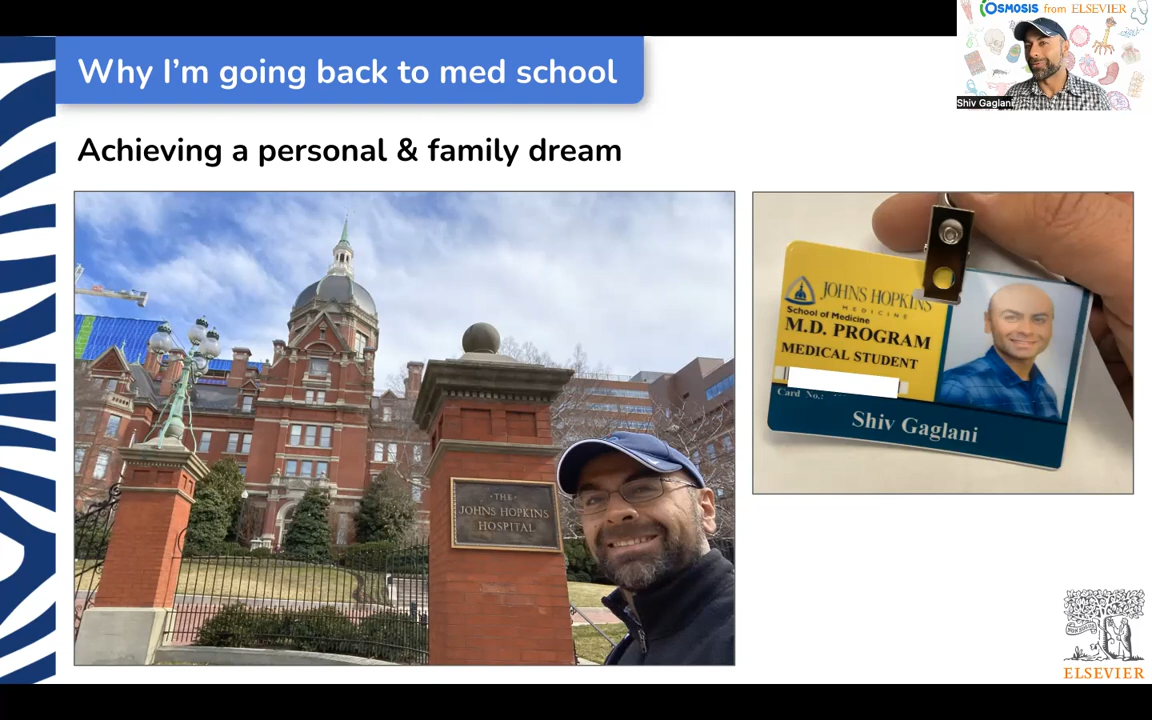 Osmosis from ELSEVIER
Shiv Gaglani
Why I'm going back to med school
Achieving a personal & family dream
·THE·
JOHNS HOPKINS
HOSPITAL
JOHNS HOPKINS
MEDICINE
School of Medicine
M.D. PROGRAM
MEDICAL STUDENT
Card No.:
Shiv Gaglani
ELSEVIER